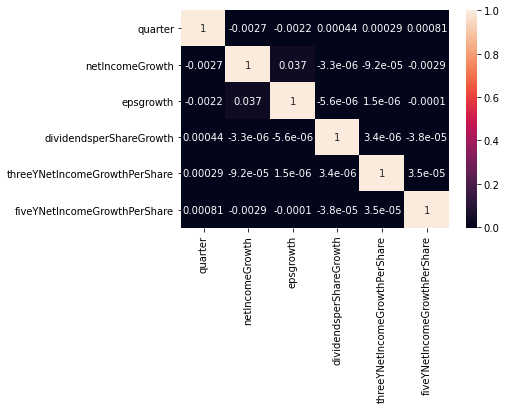 quarter 1 -0.0027 -0.0022 0.00044 0.00029 0.00081
netIncomeGrowth -0.0027 1 0.037 -3.3e-06 -9.2e-05 -0.0029
epsgrowth -0.0022 0.037 1 -5.6e-06 1.5e-06 -0.0001
dividendsperShareGrowth 0.00044 -3.3e-06 -5.6e-06 1 3.4e-06 -3.8e-05
threeYNetIncomeGrowthPerShare 0.00029 -9.2e-05 1.5e-06 3.4e-06 1 3.5e-05
fiveYNetIncomeGrowthPerShare 0.00081 -0.0029 -0.0001 -3.8e-05 3.5e-05 1
quarter
netIncomeGrowth
epsgrowth
dividendsperShareGrowth
threeYNetIncomeGrowthPerShare
fiveYNetIncomeGrowthPerShare
1.0
0.8
0.6
0.4
0.2
0.0